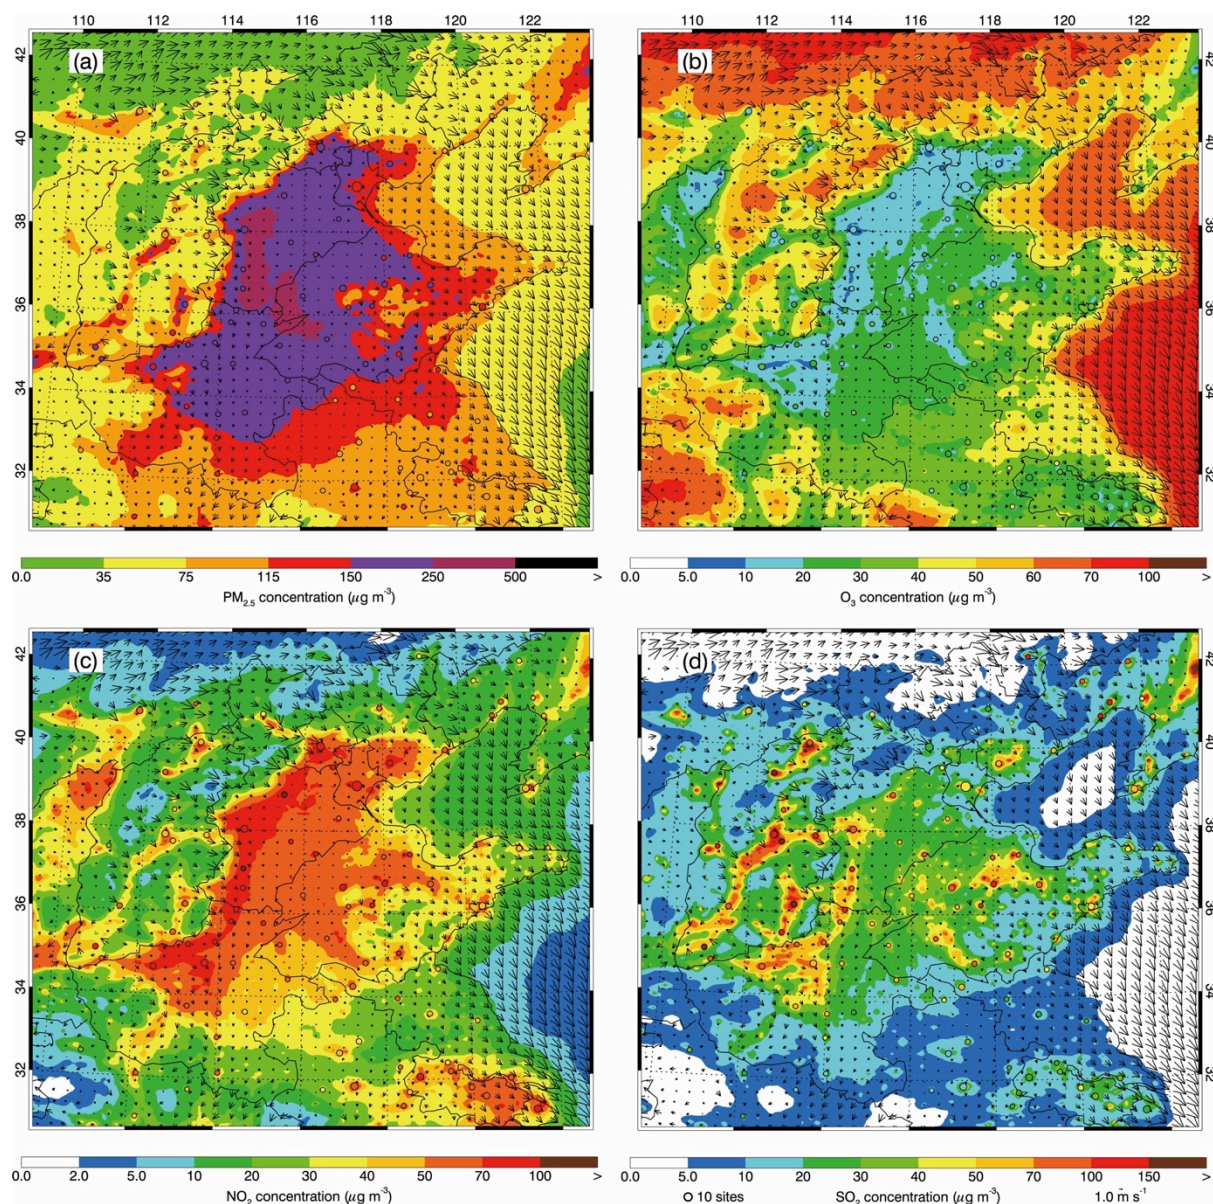 110 112 114 116 118 120 122
110 112 114 116 118 120 122
(a)
42
40
38
36
34
32
(b)
42
40
38
36
34
32
0.0 35 75 115 150 250 500 >
PM2.5 concentration (μg m-3)
0.0 5.0 10 20 30 40 50 60 70 100 >
O3 concentration (μg m-3)
(c)
42
40
38
36
34
32
(d)
42
40
38
36
34
32
0.0 2.0 5.0 10 20 30 40 50 70 100 >
NO2 concentration (μg m-3)
0.0 5.0 10 20 30 40 50 70 100 150 >
10 sites SO2 concentration (μg m-3) 1.0 m s-1